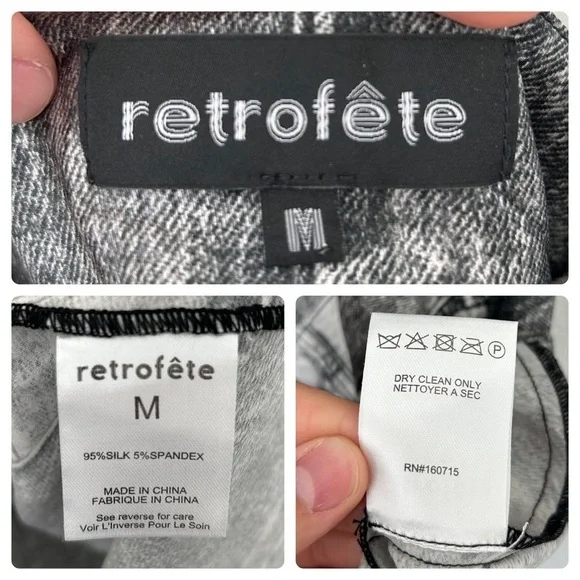 retrofête
M
retrofête
M
95%SILK 5%SPANDEX
MADE IN CHINA
FABRIQUE IN CHINA
See reverse for care
Voir L'Inverse Pour Le Soin
P
DRY CLEAN ONLY
NETTOYER A SEC
RN#160715